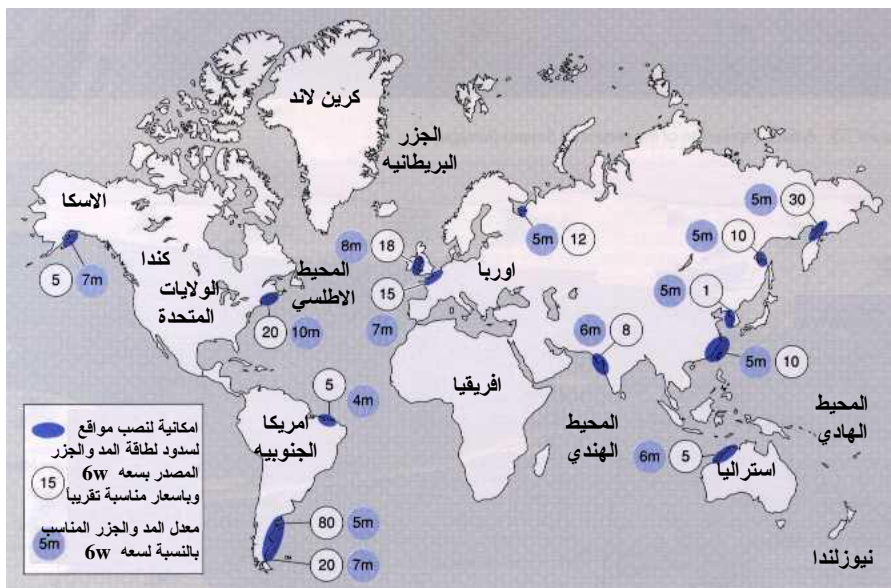 كرين لاند
الجزر
البريطانيه
الاسكا
كندا
الولايات
المتحدة
المحيط
الاطلسي
اوربا
افريقيا
امريكا
الجنوبيه
المحيط
الهندي
المحيط
الهادي
استراليا
نيوزلندا
5 7m
20 10m
8m 18
15
7m
5m 12
5m 30
5m 10
5m 1
6m 8
5m 10
5
4m
6m 5
80 5m
20 7m
امكانية لنصب مواقع
لسدود لطاقة المد والجزر
المصدر بسعه 6w
وباسعار مناسبة تقريباً
15
معدل المد والجزر المناسب
بالنسبة لسعه 6w
5m